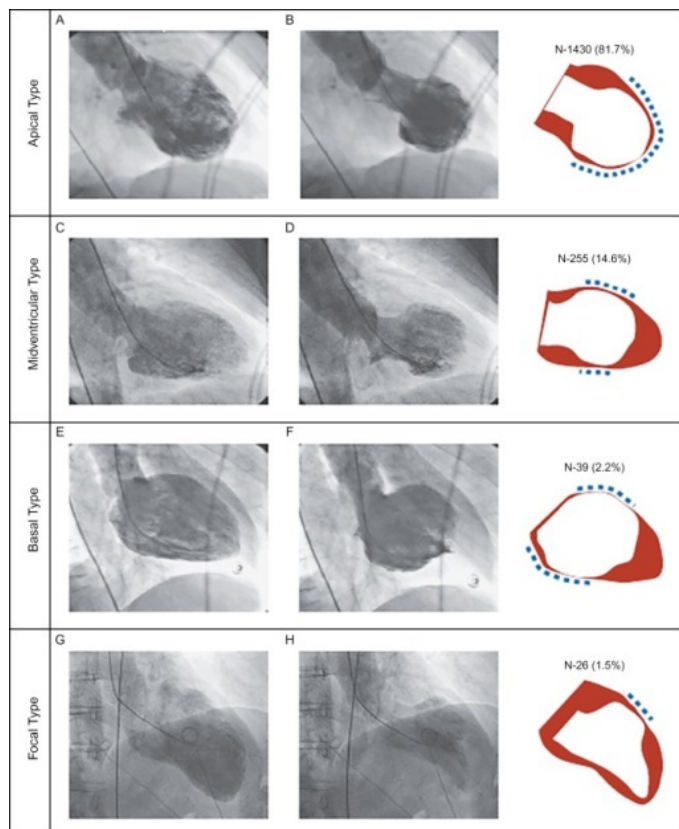 A
B
N-1430 (81.7%)
Apical Type
C
D
N-255 (14.6%)
Midventricular Type
E
F
N-39 (2.2%)
Basal Type
G
H
N-26 (1.5%)
Focal Type